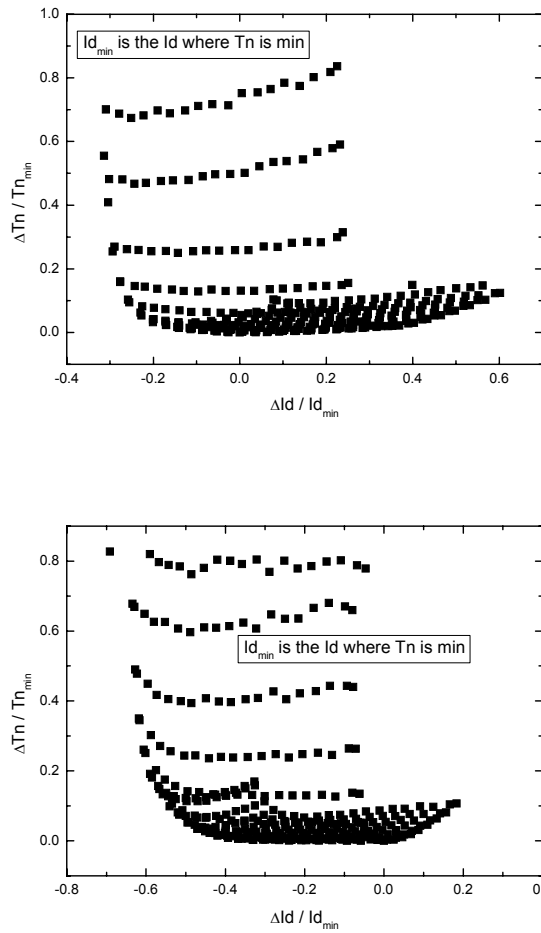 1.0
Id_min is the Id where Tn is min
0.8
0.6
0.4
0.2
0.0
ΔTn / Tn_min
-0.4 -0.2 0.0 0.2 0.4 0.6
ΔId / Id_min
0.8
0.6
Id_min is the Id where Tn is min
0.4
0.2
0.0
ΔTn / Tn_min
-0.8 -0.6 -0.4 -0.2 0.0 0.2
ΔId / Id_min